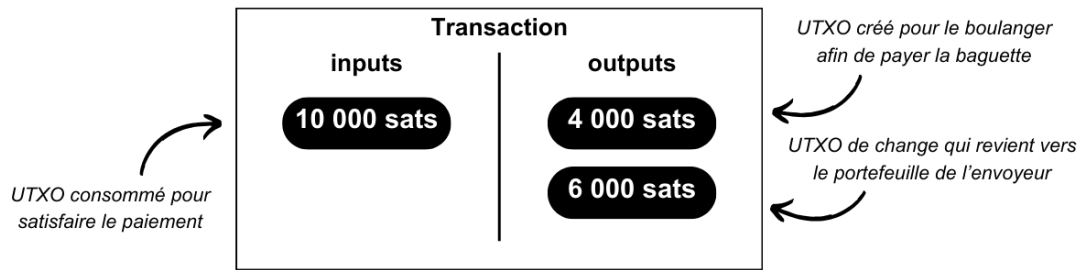 Transaction
inputs
outputs
10 000 sats
4 000 sats
6 000 sats
UTXO consommé pour
satisfaire le paiement
UTXO créé pour le boulanger
afin de payer la baguette
UTXO de change qui revient vers
le portefeuille de l'envoyeur